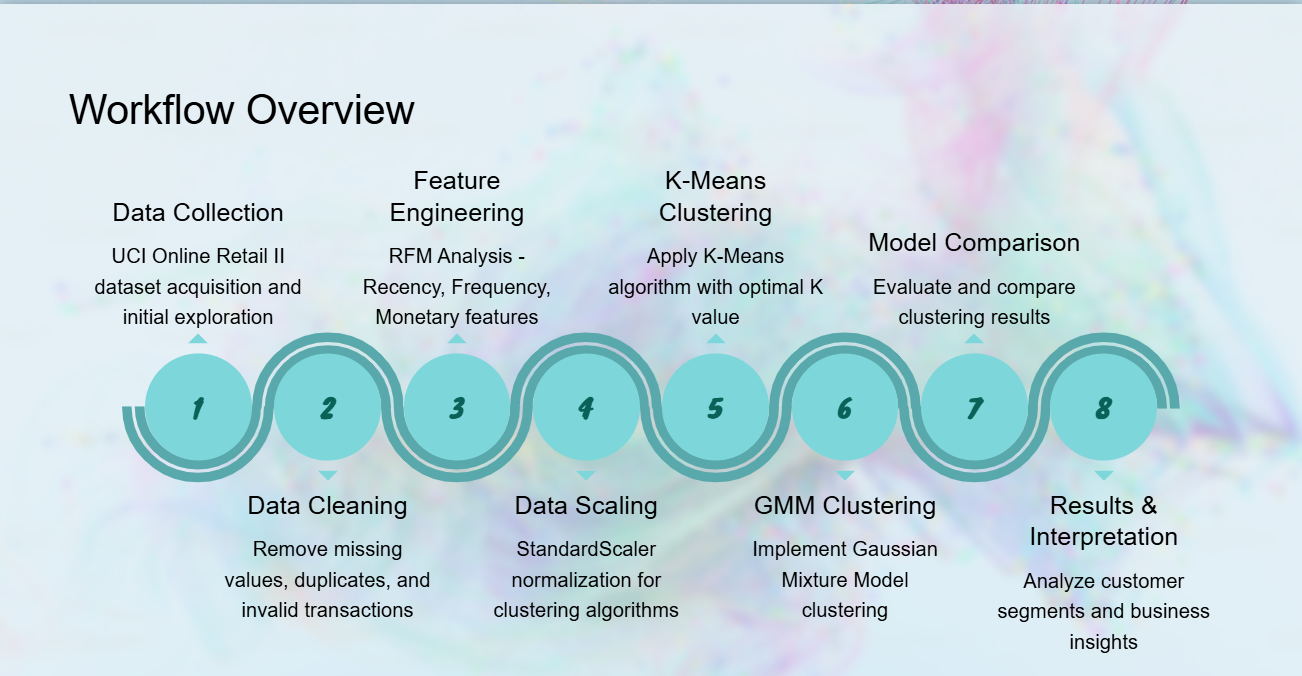 Workflow Overview
Data Collection
UCI Online Retail II
dataset acquisition and
initial exploration
Feature
Engineering
RFM Analysis -
Recency, Frequency,
Monetary features
K-Means
Clustering
Apply K-Means
algorithm with optimal K
value
Model Comparison
Evaluate and compare
clustering results
1
2
3
4
5
6
7
8
Data Cleaning
Remove missing
values, duplicates, and
invalid transactions
Data Scaling
StandardScaler
normalization for
clustering algorithms
GMM Clustering
Implement Gaussian
Mixture Model
clustering
Results &
Interpretation
Analyze customer
segments and business
insights